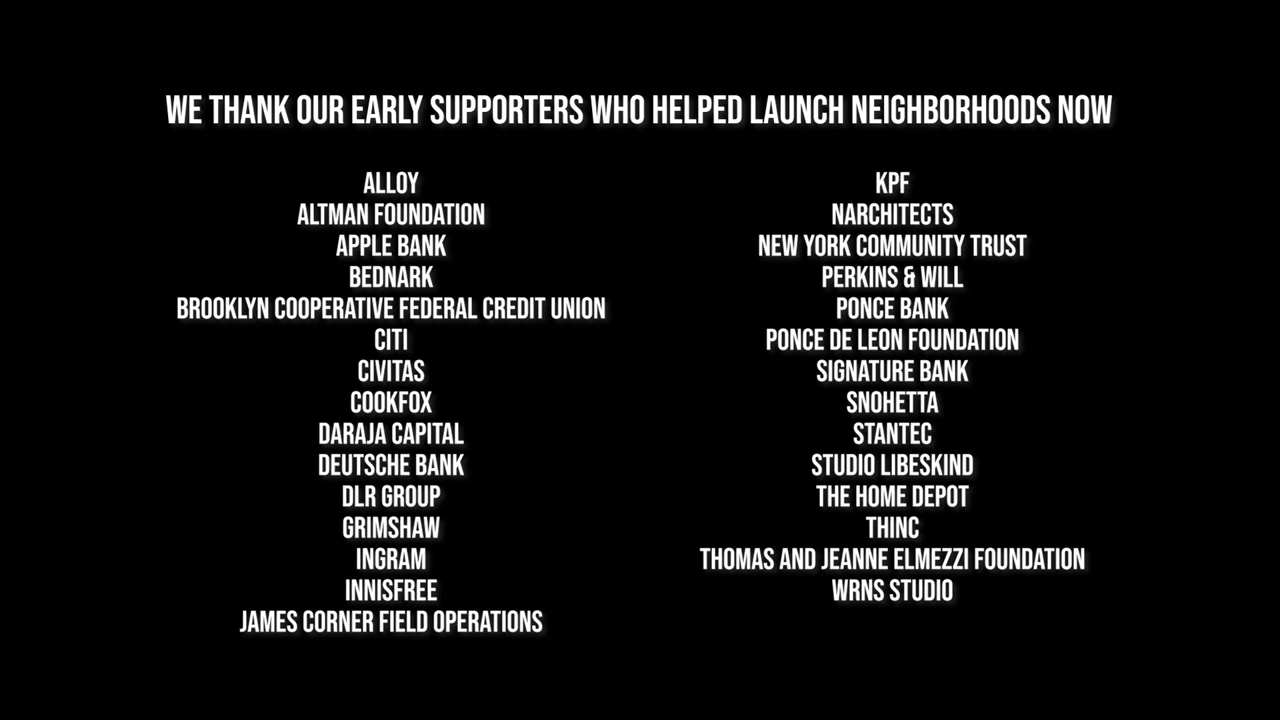 WE THANK OUR EARLY SUPPORTERS WHO HELPED LAUNCH NEIGHBORHOODS NOW
ALLOY
ALTMAN FOUNDATION
APPLE BANK
BEDNARK
BROOKLYN COOPERATIVE FEDERAL CREDIT UNION
CITI
CIVITAS
COOKFOX
DARAJA CAPITAL
DEUTSCHE BANK
DLR GROUP
GRIMSHAW
INGRAM
INNISFREE
JAMES CORNER FIELD OPERATIONS
KPF
NARCHITECTS
NEW YORK COMMUNITY TRUST
PERKINS & WILL
PONCE BANK
PONCE DE LEON FOUNDATION
SIGNATURE BANK
SNOHETTA
STANTEC
STUDIO LIBESKIND
THE HOME DEPOT
THINC
THOMAS AND JEANNE ELMEZZI FOUNDATION
WRNS STUDIO